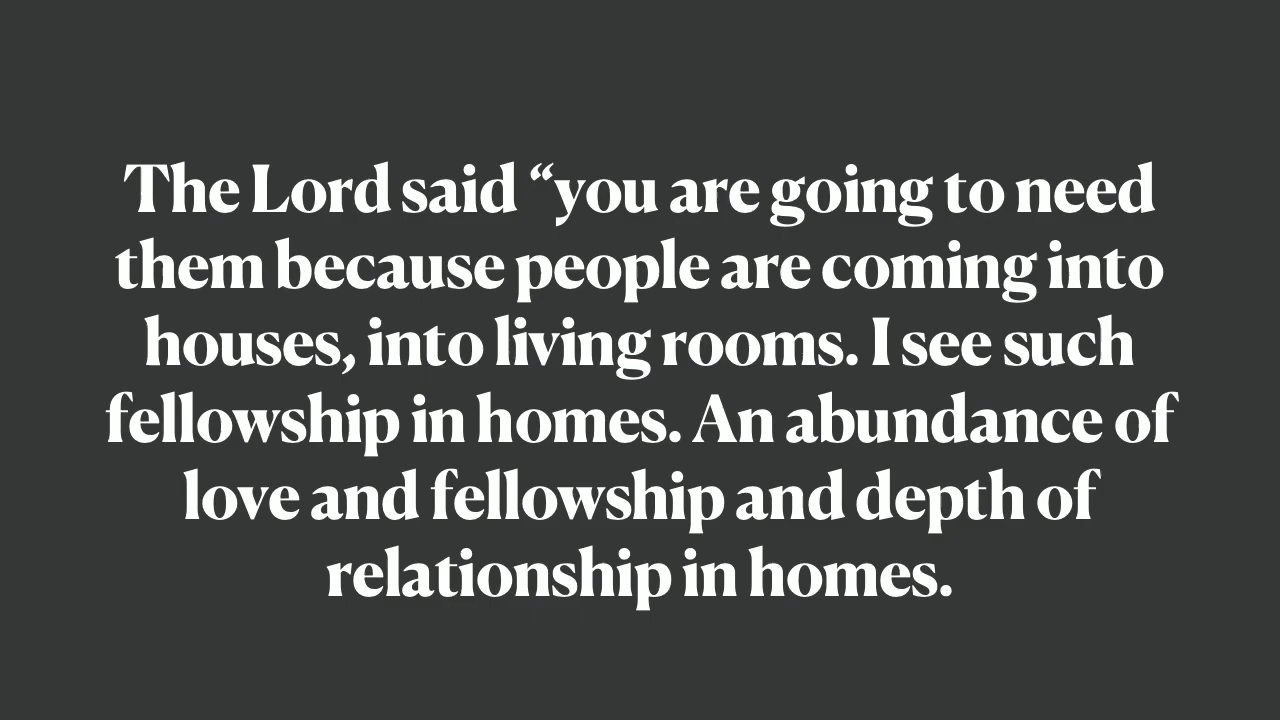 The Lord said “you are going to need
them because people are coming into
houses, into living rooms. I see such
fellowship in homes. An abundance of
love and fellowship and depth of
relationship in homes.